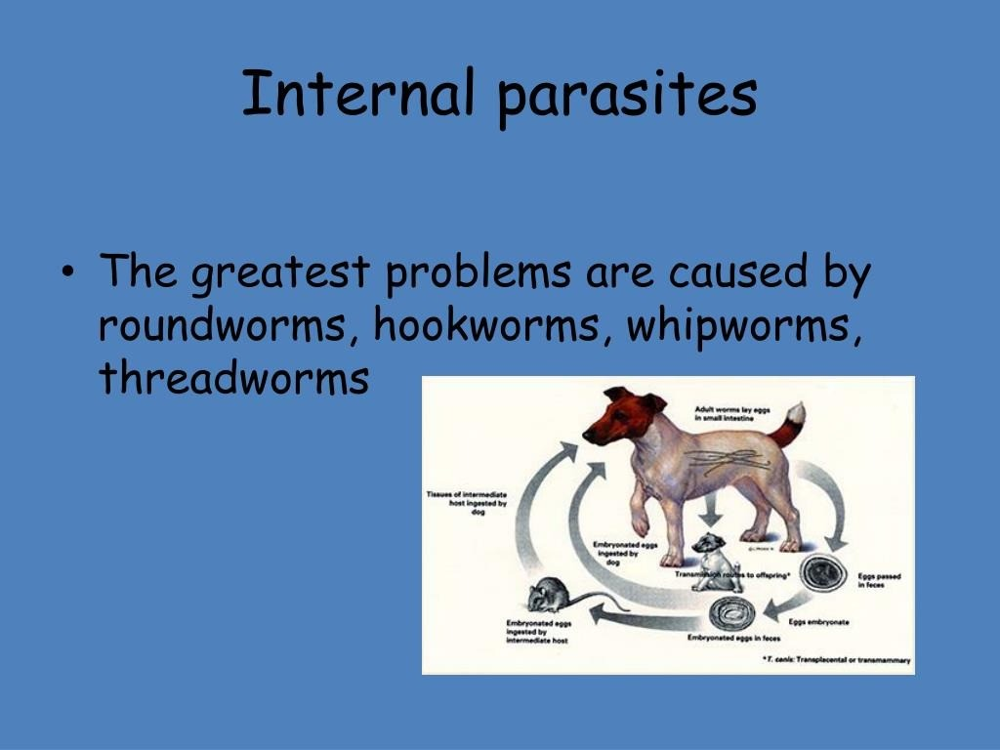 Internal parasites
• The greatest problems are caused by
roundworms, hookworms, whipworms,
threadworms
Adult worms lay eggs
in small intestine
Tissues of intermediate
host ingested by
dog
Embryonated eggs
ingested by
dog
Transmission routes to offspring*
Eggs passed
in feces
Eggs embryonate
Embryonated eggs in feces
Embryonated eggs
ingested by
intermediate host
*T. canis: Transplacental or transmammary